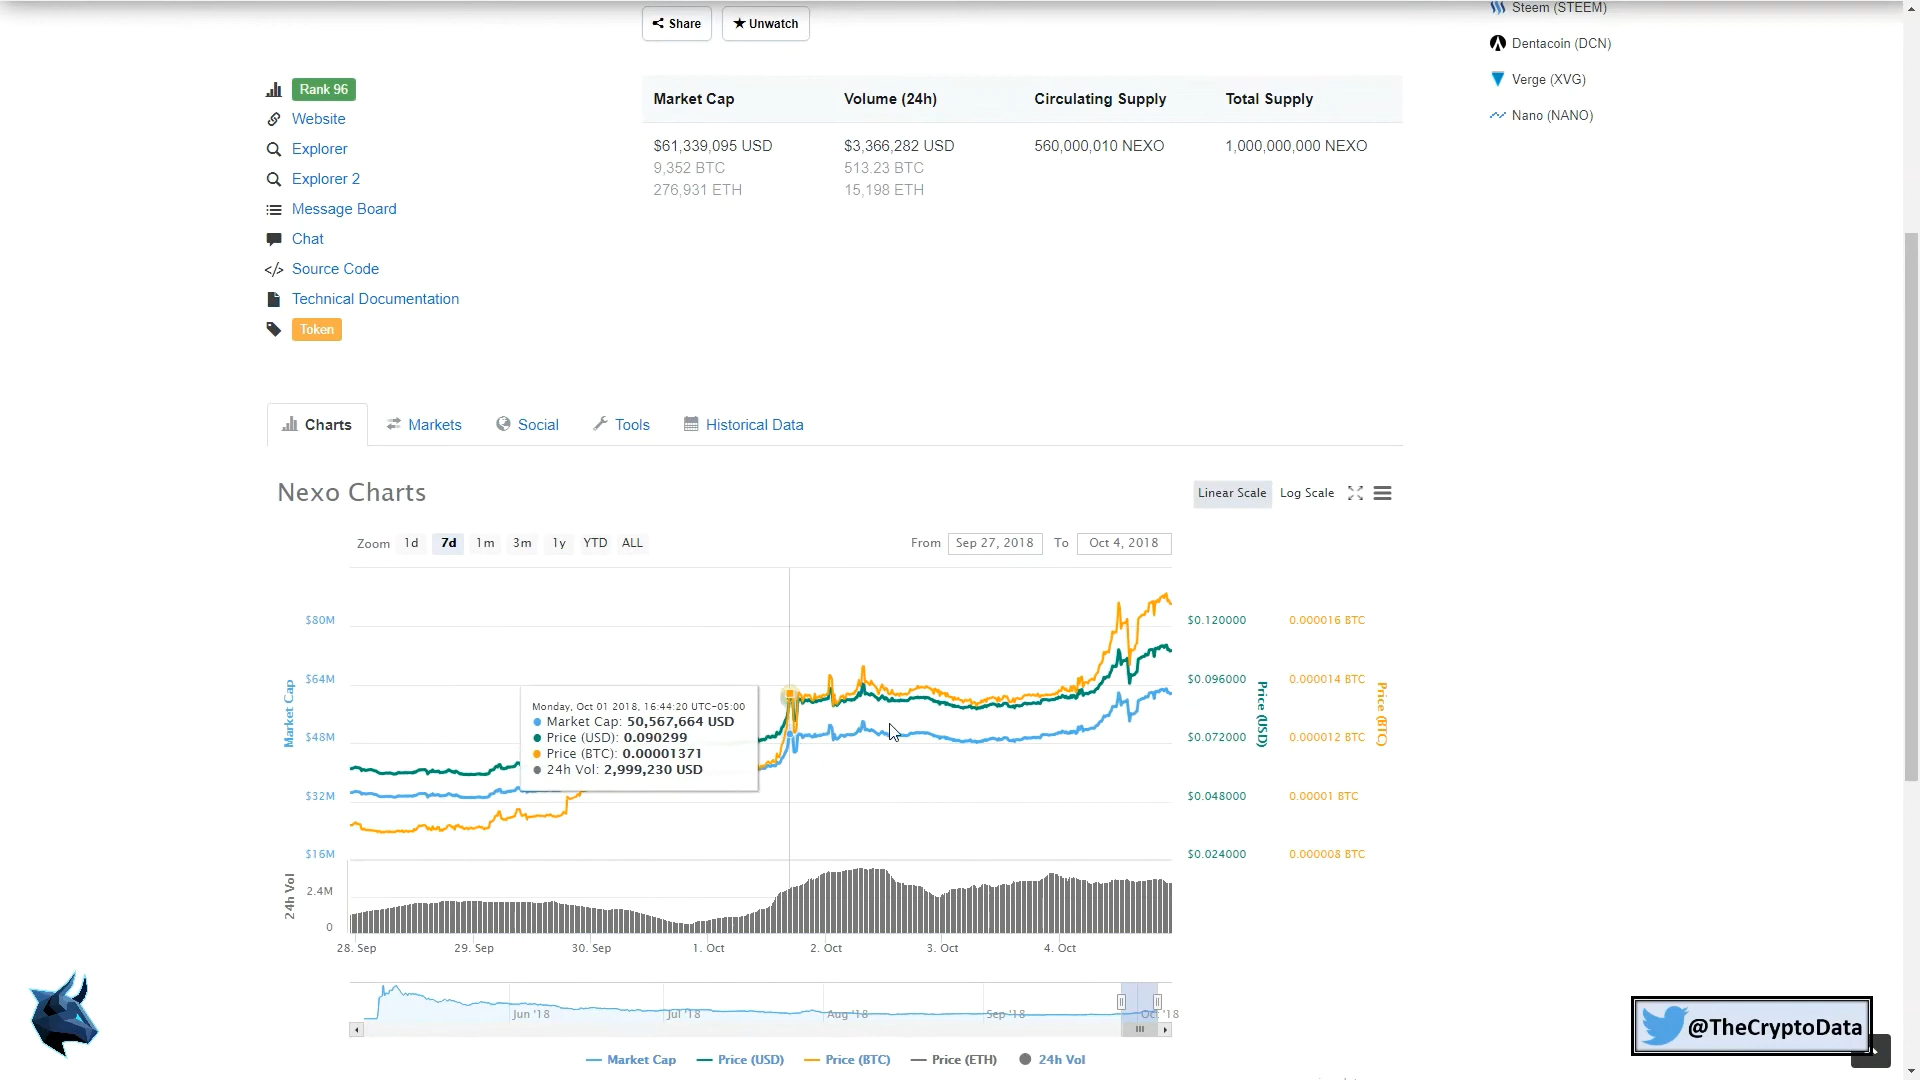 Share
Unwatch
Steem (STEEM)
Dentacoin (DCN)
Verge (XVG)
Nano (NANO)
Rank 96
Website
Explorer
Explorer 2
Message Board
Chat
Source Code
Technical Documentation
Token
Market Cap Volume (24h) Circulating Supply Total Supply
$61,339,095 USD $3,366,282 USD 560,000,010 NEXO 1,000,000,000 NEXO
9,352 BTC 513.23 BTC
276,931 ETH 15,198 ETH
Charts Markets Social Tools Historical Data
Nexo Charts
Linear Scale Log Scale
Zoom 1d 7d 1m 3m 1y YTD ALL
From Sep 27, 2018 To Oct 4, 2018
$80M $0.120000 0.000016 BTC
$64M $0.096000 0.000014 BTC
$48M $0.072000 0.000012 BTC
$32M $0.048000 0.00001 BTC
$16M $0.024000 0.000008 BTC
Market Cap
Price (USD)
Price (BTC)
Monday, Oct 01 2018, 16:44:20 UTC-05:00
Market Cap: 50,567,664 USD
Price (USD): 0.090299
Price (BTC): 0.00001371
24h Vol: 2,999,230 USD
24h Vol
2.4M
0
28. Sep 29. Sep 30. Sep 1. Oct 2. Oct 3. Oct 4. Oct
Jun '18 Jul '18 Aug '18 Sep '18 Oct '18
Market Cap Price (USD) Price (BTC) Price (ETH) 24h Vol
@TheCryptoData